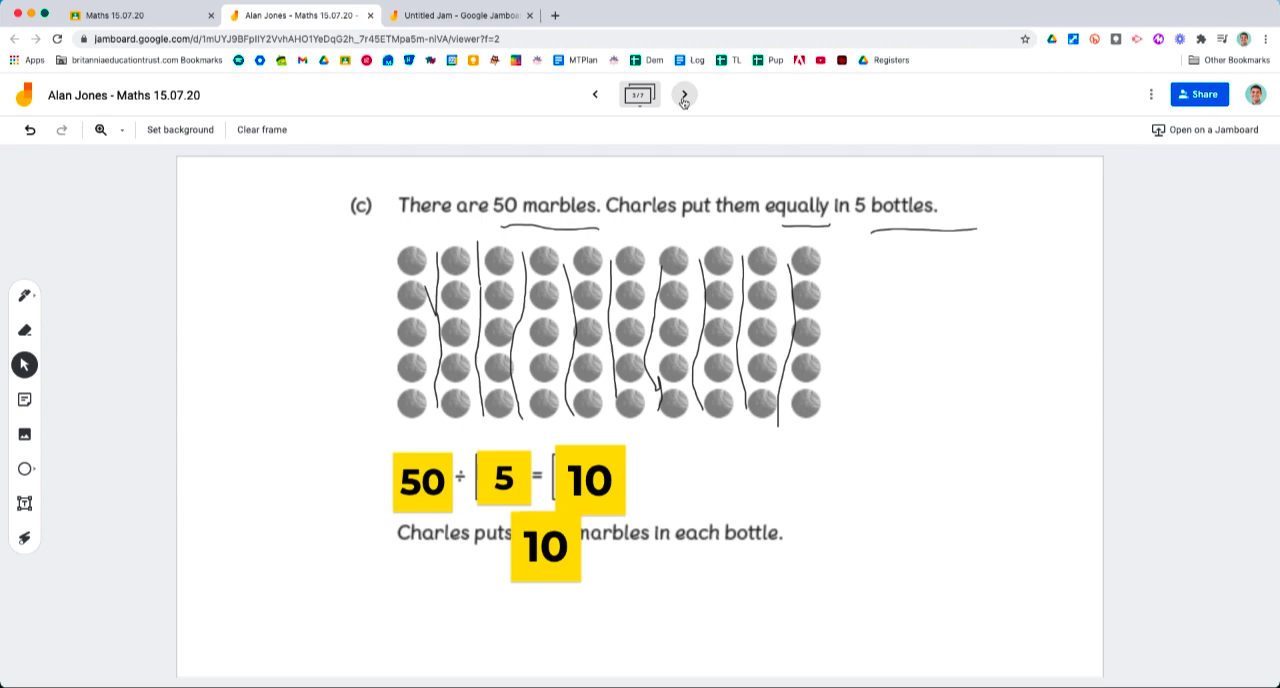 Maths 15.07.20
Alan Jones - Maths 15.07.20 -
Untitled Jam - Google Jamboa
jamboard.google.com/d/1mUYJ9BFpIIY2VvhAHO1YeDqG2h_7r45ETMpa5m-nIVA/viewer?f=2
Apps
britanniaeducationtrust.com Bookmarks
MTPlan
Dem
Log
TL
Pup
Registers
Other Bookmarks
Alan Jones - Maths 15.07.20
3/7
Share
Set background
Clear frame
Open on a Jamboard
(c) There are 50 marbles. Charles put them equally in 5 bottles.
50 ÷ 5 = 10
Charles puts 10 marbles in each bottle.